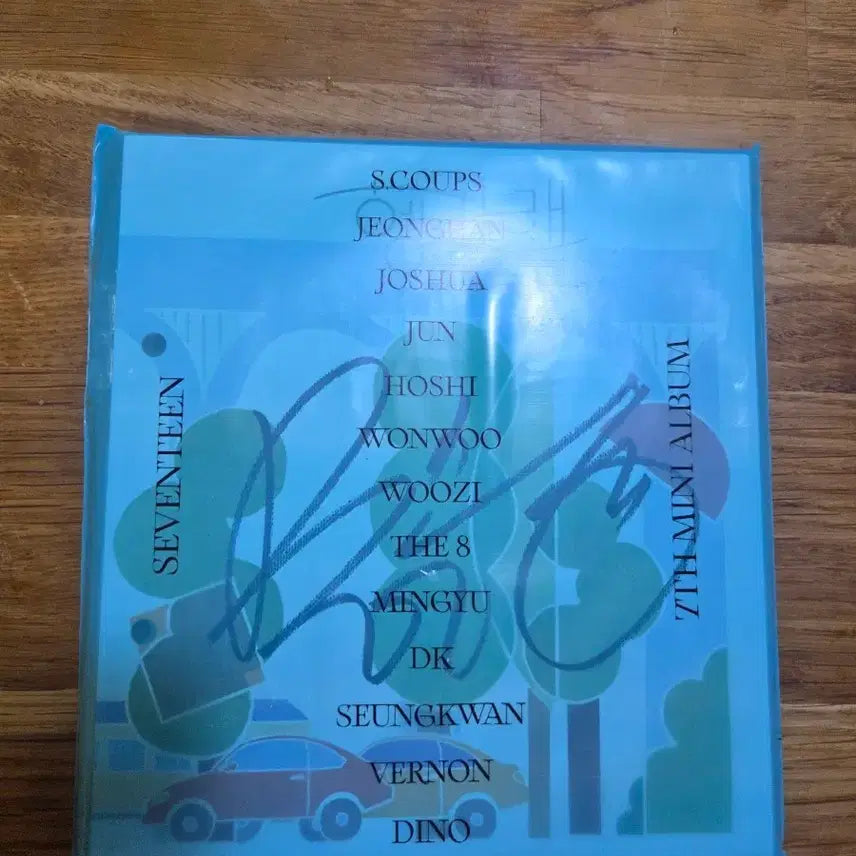 S.COUPS
JEONGHAN
JOSHUA
JUN
HOSHI
WONWOO
WOOZI
THE 8
MINGYU
DK
SEUNGKWAN
VERNON
DINO
SEVENTEEN
7TH MINI ALBUM